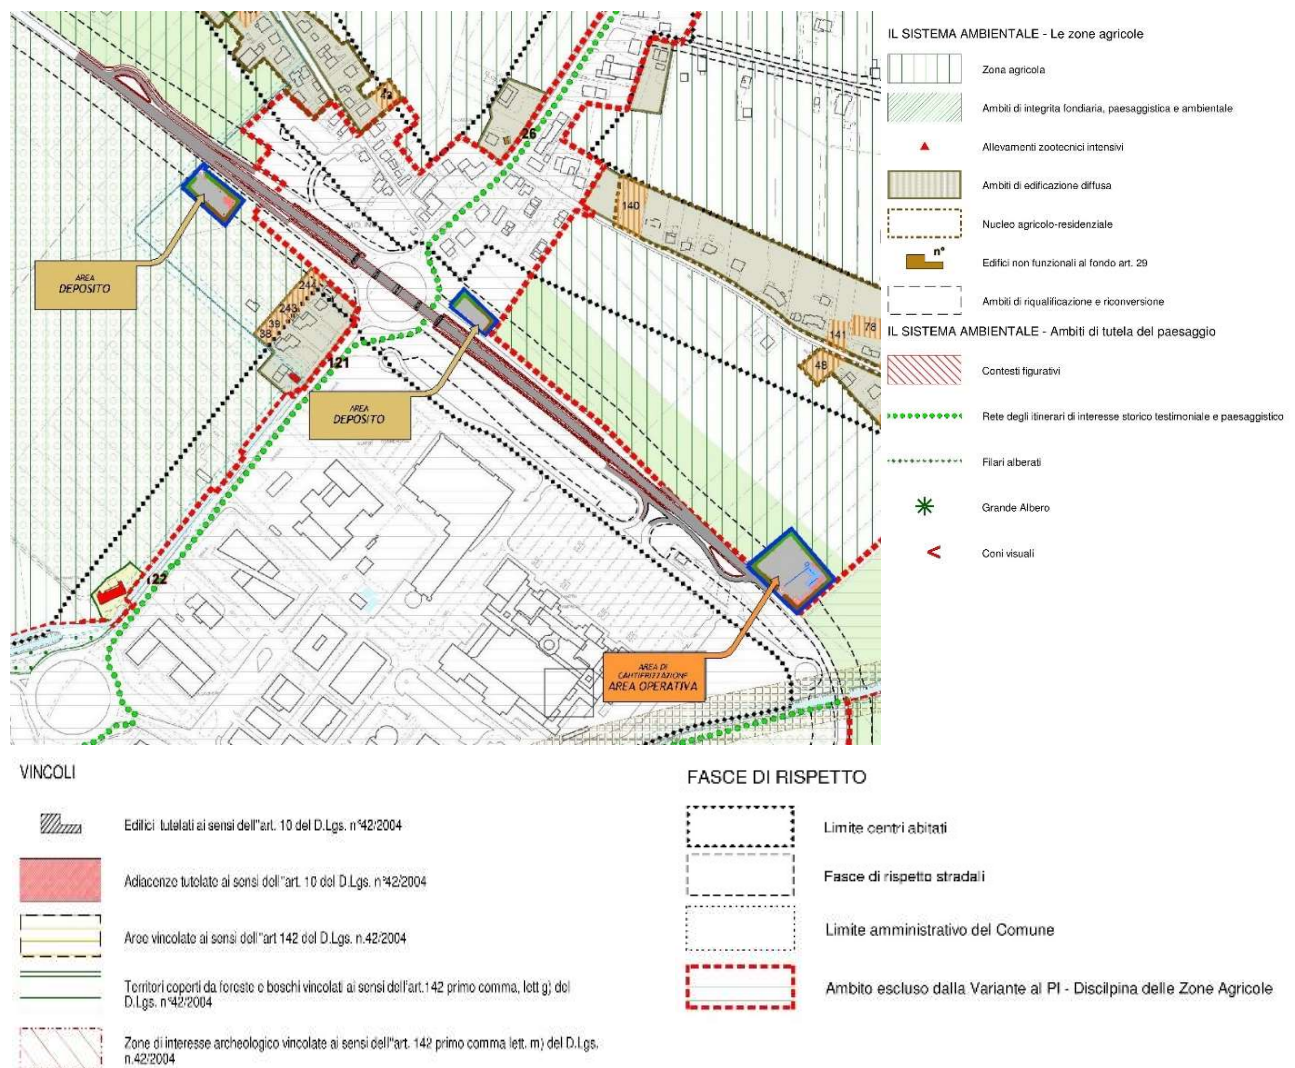 IL SISTEMA AMBIENTALE - Le zone agricole
Zona agricola
Ambiti di integrita fondiaria, paesaggistica e ambientale
Allevamenti zootecnici intensivi
Ambiti di edificazione diffusa
Nucleo agricolo-residenziale
n°
Edifici non funzionali al fondo art. 29
Ambiti di riqualificazione e riconversione
IL SISTEMA AMBIENTALE - Ambiti di tutela del paesaggio
Contesti figurativi
Rete degli itinerari di interesse storico testimoniale e paesaggistico
Filari alberati
Grande Albero
Coni visuali
42
26
140
AREA
DEPOSITO
244
243
39
38
121
141
78
48
AREA
DEPOSITO
122
AREA DI
CANTIERIZZAZIONE
AREA OPERATIVA
VINCOLI
Edifici tutelati ai sensi dell''art. 10 del D.Lgs. n°42/2004
Adiacenze tutelate ai sensi dell''art. 10 del D.Lgs. n°42/2004
Aree vincolate ai sensi dell''art 142 del D.Lgs. n.42/2004
Territori coperti da foreste e boschi vincolati ai sensi dell'art.142 primo comma, lett g) del
D.Lgs. n°42/2004
Zone di interesse archeologico vincolate ai sensi dell''art. 142 primo comma lett. m) del D.Lgs.
n.42/2004
FASCE DI RISPETTO
Limite centri abitati
Fasce di rispetto stradali
Limite amministrativo del Comune
Ambito escluso dalla Variante al PI - Discilpina delle Zone Agricole